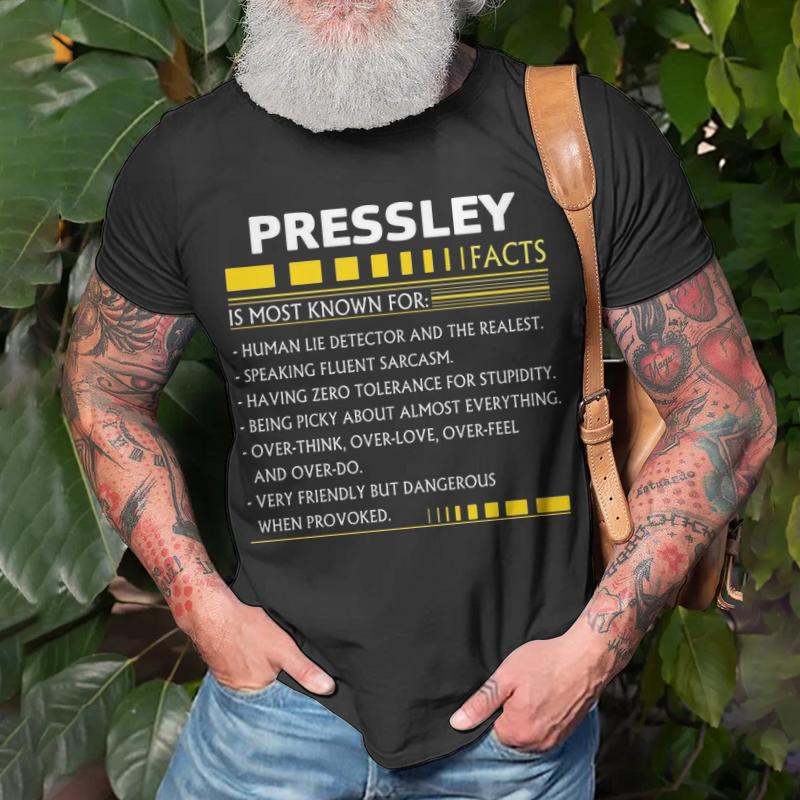 PRESSLEY
FACTS
IS MOST KNOWN FOR:
- HUMAN LIE DETECTOR AND THE REALEST.
- SPEAKING FLUENT SARCASM.
- HAVING ZERO TOLERANCE FOR STUPIDITY.
- BEING PICKY ABOUT ALMOST EVERYTHING.
- OVER-THINK, OVER-LOVE, OVER-FEEL
AND OVER-DO.
- VERY FRIENDLY BUT DANGEROUS
WHEN PROVOKED.